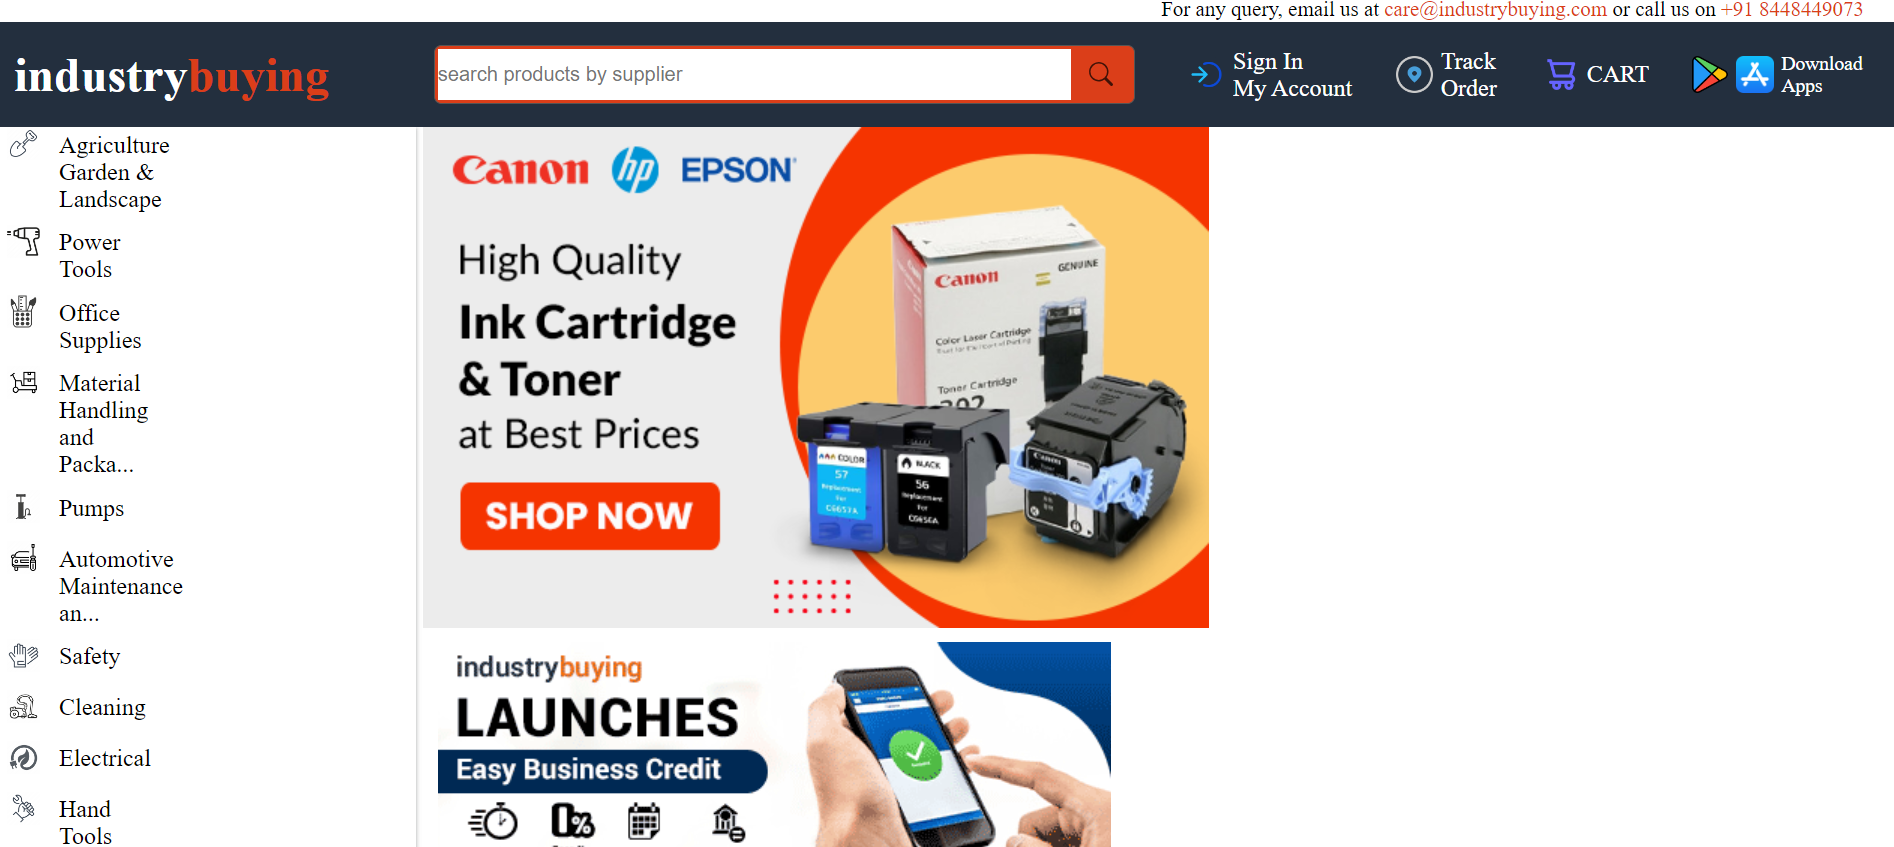 For any query, email us at care@industrybuying.com or call us on +91 8448449073
industrybuying
search products by supplier
Sign In
My Account
Track
Order
CART
Download
Apps
Agriculture
Garden &
Landscape
Power
Tools
Office
Supplies
Material
Handling
and
Packa...
Pumps
Automotive
Maintenance
an...
Safety
Cleaning
Electrical
Hand
Tools
Canon hp EPSON
High Quality
Ink Cartridge
& Toner
at Best Prices
SHOP NOW
Canon
GENUINE
Color Laser Cartridge
Toner Cartridge
COLOR
57
Replacement
For
C6657A
BLACK
56
Replacement
For
C6656A
Canon
industrybuying
LAUNCHES
Easy Business Credit